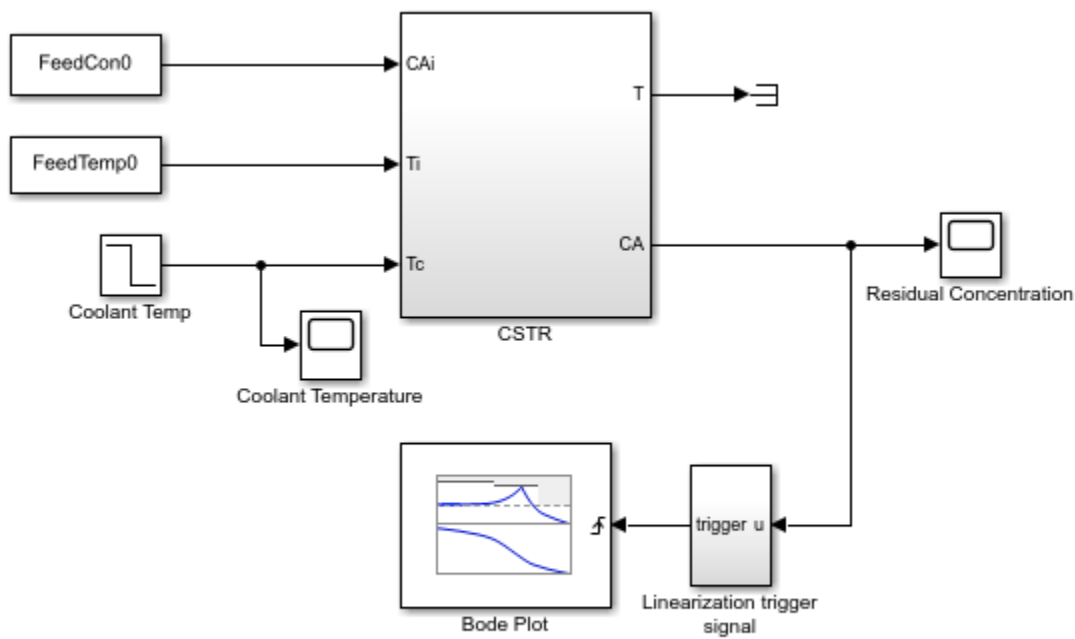 FeedCon0
CAi
T
FeedTemp0
Ti
CA
Tc
Coolant Temp
Residual Concentration
CSTR
Coolant Temperature
trigger u
Bode Plot
Linearization trigger
signal